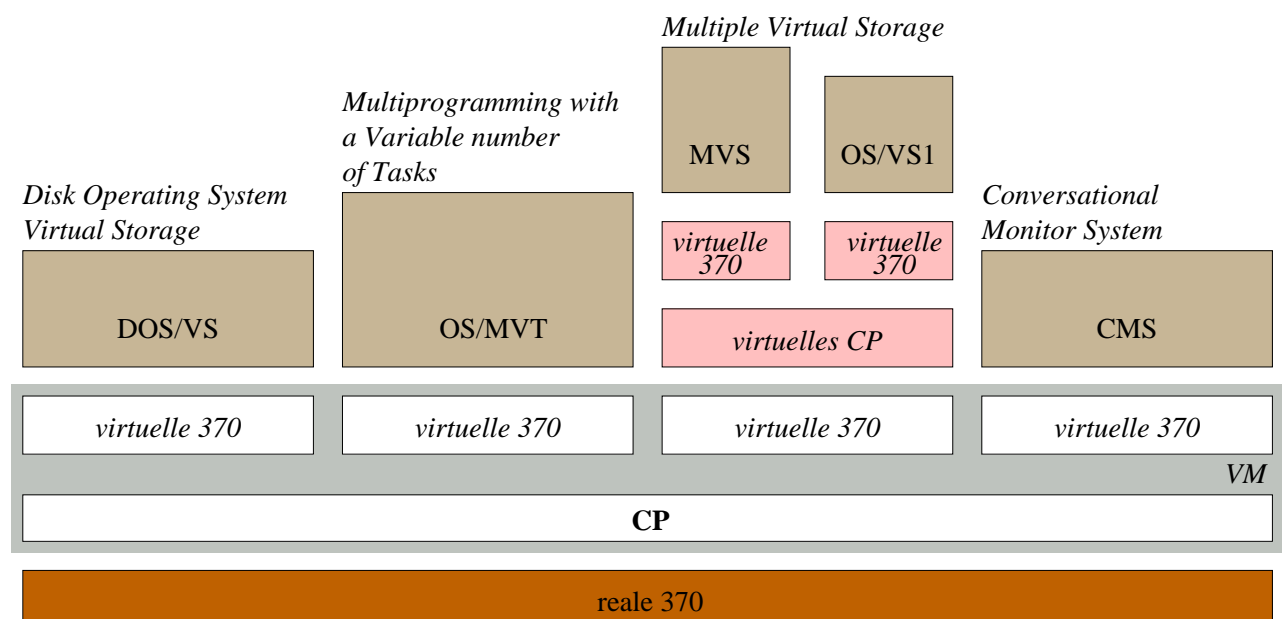 Multiple Virtual Storage
Multiprogramming with
a Variable number
of Tasks
MVS
OS/VS1
Disk Operating System
Virtual Storage
Conversational
Monitor System
virtuelle
370
virtuelle
370
DOS/VS
OS/MVT
virtuelles CP
CMS
virtuelle 370
virtuelle 370
virtuelle 370
virtuelle 370
VM
CP
reale 370